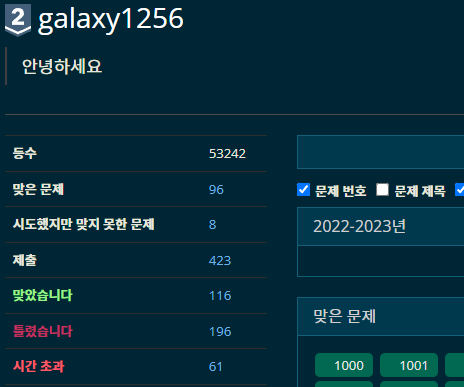 2 galaxy1256
안녕하세요
등수 53242
맞은 문제 96
시도했지만 맞지 못한 문제 8
제출 423
맞았습니다 116
틀렸습니다 196
시간 초과 61
문제 번호 문제 제목
2022-2023년
맞은 문제
1000 1001